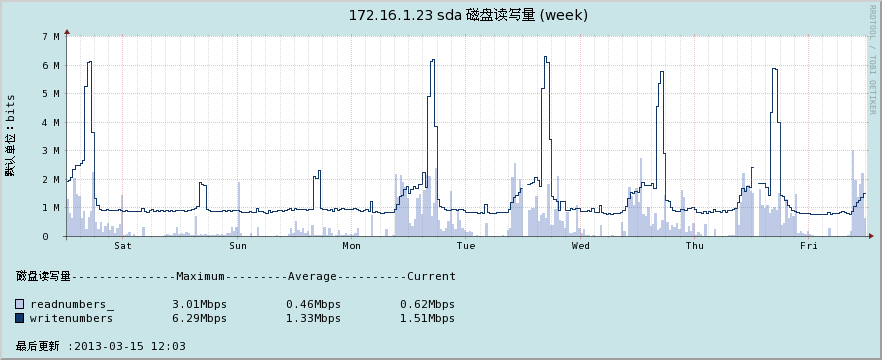 172.16.1.23 sda 磁盘读写量 (week)
RRDTOOL / TOBI OETIKER
默认单位：bits
7 M
6 M
5 M
4 M
3 M
2 M
1 M
0
Sat Sun Mon Tue Wed Thu Fri
磁盘读写量---------------Maximum----------Average----------Current
readnumbers_ 3.01Mbps 0.46Mbps 0.62Mbps
writenumbers 6.29Mbps 1.33Mbps 1.51Mbps
最后更新 :2013-03-15 12:03